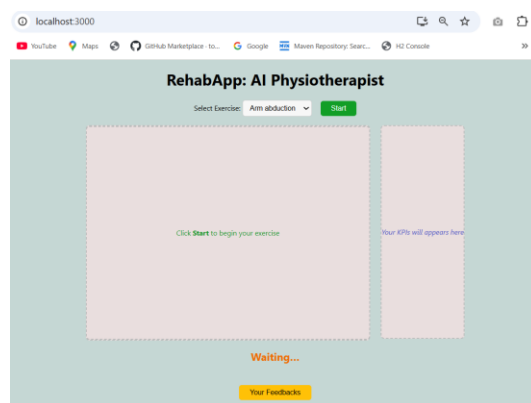 localhost:3000
YouTube Maps GitHub Marketplace - to... Google Maven Repository: Searc... H2 Console »
RehabApp: AI Physiotherapist
Select Exercise: Arm abduction Start
Click Start to begin your exercise
Your KPIs will appears here
Waiting...
Your Feedbacks